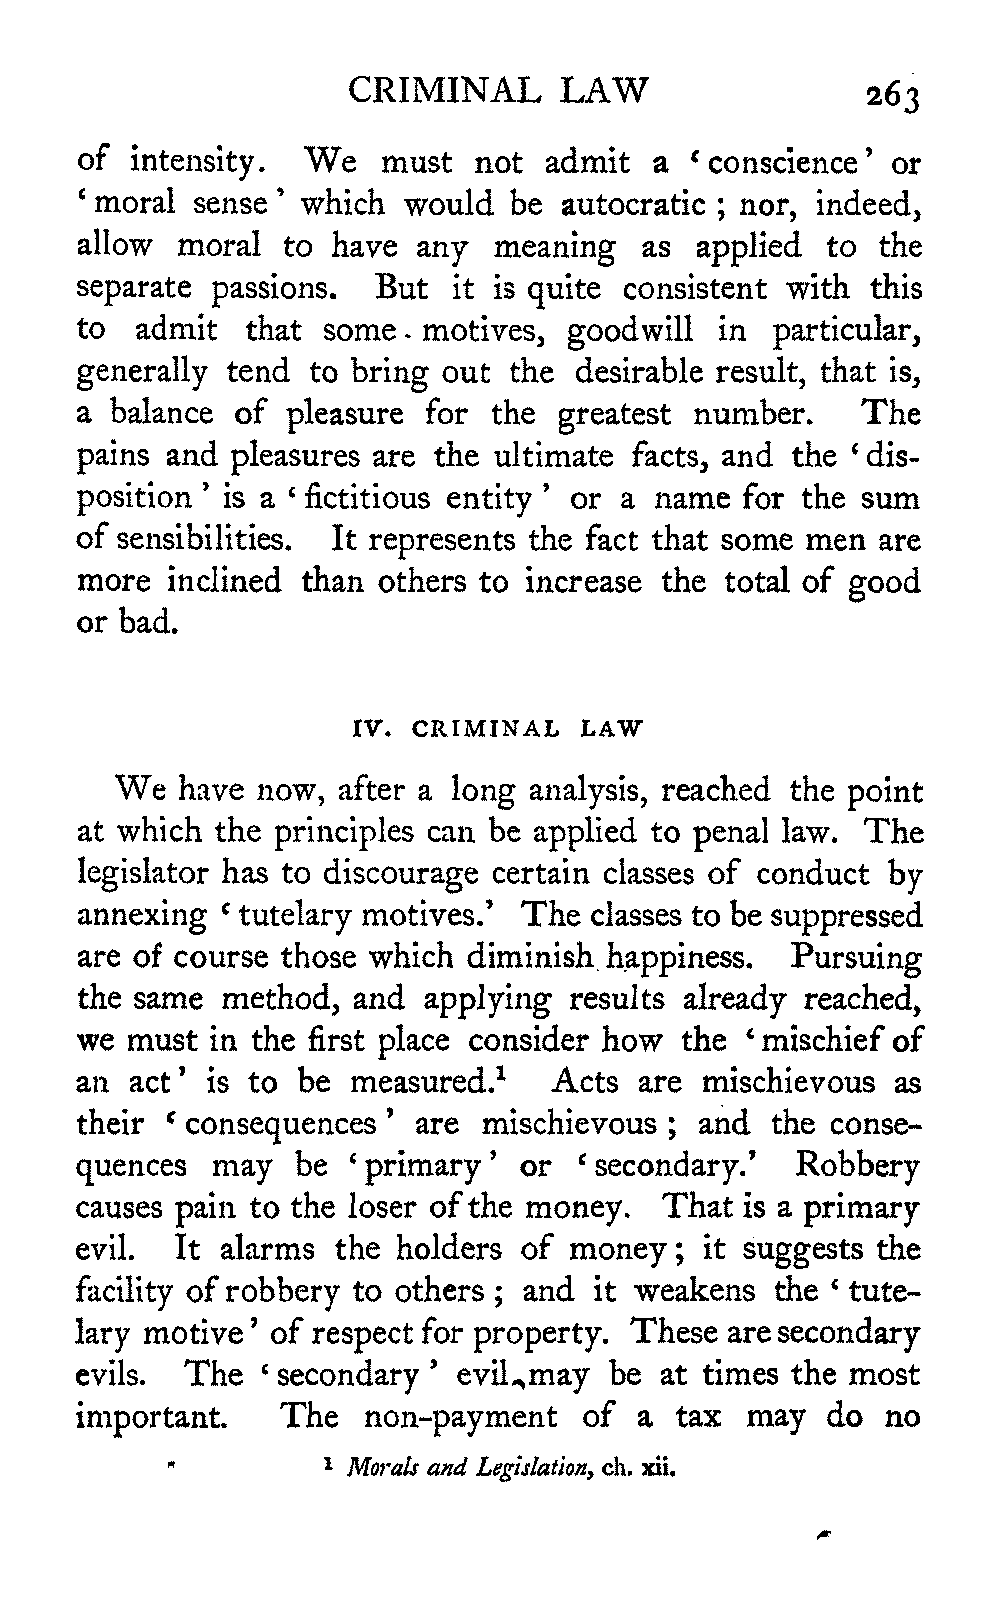 CRIMINAL LAW 263
of intensity. We must not admit a ‘conscience’ or
‘moral sense’ which would be autocratic; nor, indeed,
allow moral to have any meaning as applied to the
separate passions. But it is quite consistent with this
to admit that some motives, goodwill in particular,
generally tend to bring out the desirable result, that is,
a balance of pleasure for the greatest number. The
pains and pleasures are the ultimate facts, and the ‘dis-
position’ is a ‘fictitious entity’ or a name for the sum
of sensibilities. It represents the fact that some men are
more inclined than others to increase the total of good
or bad.
IV. CRIMINAL LAW
We have now, after a long analysis, reached the point
at which the principles can be applied to penal law. The
legislator has to discourage certain classes of conduct by
annexing ‘tutelary motives.’ The classes to be suppressed
are of course those which diminish happiness. Pursuing
the same method, and applying results already reached,
we must in the first place consider how the ‘mischief of
an act’ is to be measured.¹ Acts are mischievous as
their ‘consequences’ are mischievous; and the conse-
quences may be ‘primary’ or ‘secondary.’ Robbery
causes pain to the loser of the money. That is a primary
evil. It alarms the holders of money; it suggests the
facility of robbery to others; and it weakens the ‘tute-
lary motive’ of respect for property. These are secondary
evils. The ‘secondary’ evil may be at times the most
important. The non-payment of a tax may do no
¹ Morals and Legislation, ch. xii.